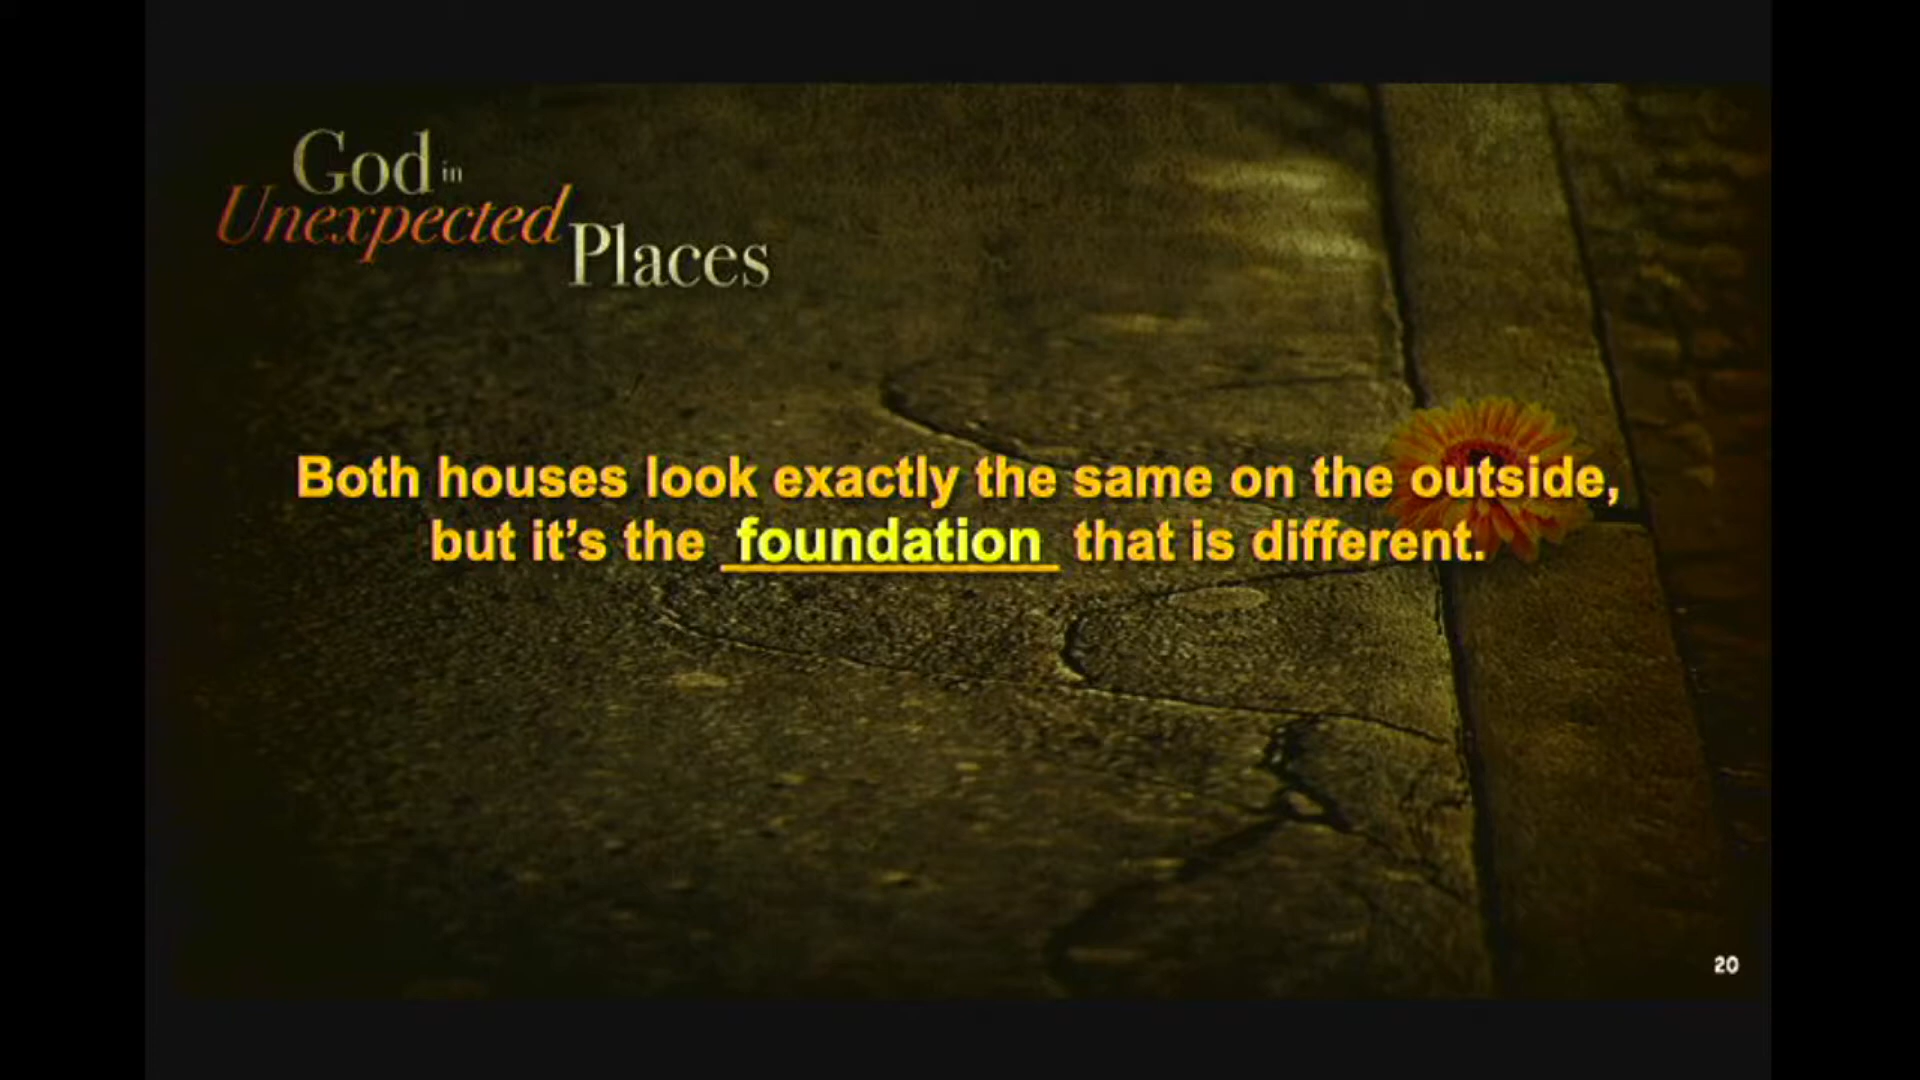 God in
Unexpected
Places
Both houses look exactly the same on the outside,
but it’s the foundation that is different.
20